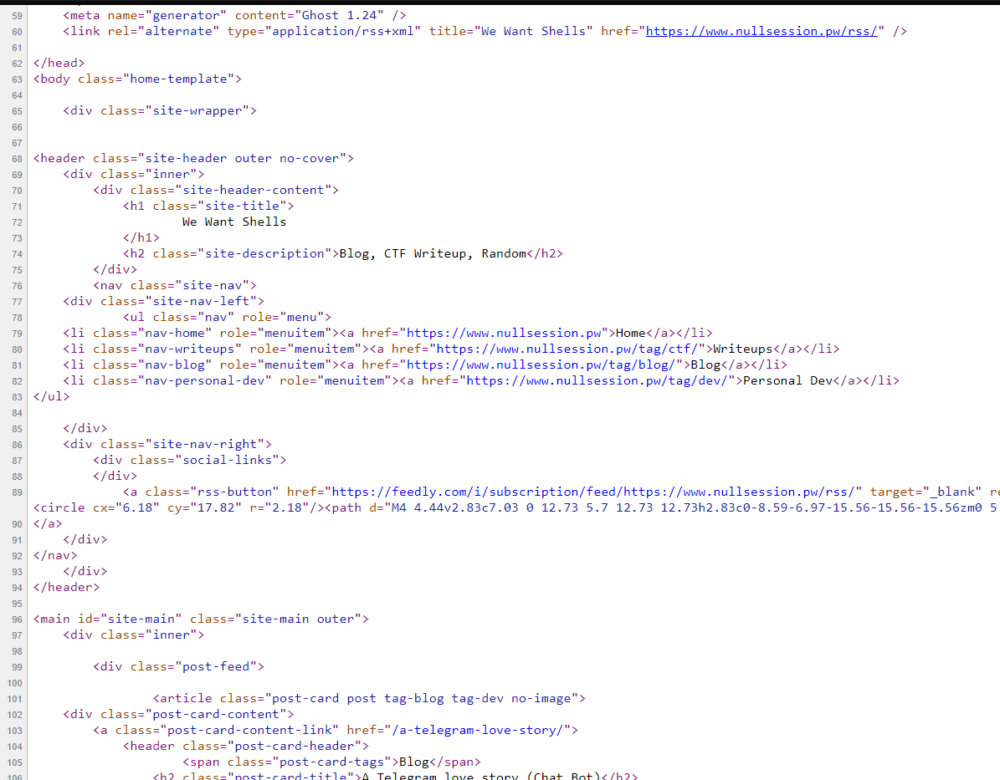 59 <meta name="generator" content="Ghost 1.24" />
60 <link rel="alternate" type="application/rss+xml" title="We Want Shells" href="https://www.nullsession.pw/rss/" />
61
62 </head>
63 <body class="home-template">
64
65 <div class="site-wrapper">
66
67
68 <header class="site-header outer no-cover">
69 <div class="inner">
70 <div class="site-header-content">
71 <h1 class="site-title">
72 We Want Shells
73 </h1>
74 <h2 class="site-description">Blog, CTF Writeup, Random</h2>
75 </div>
76 <nav class="site-nav">
77 <div class="site-nav-left">
78 <ul class="nav" role="menu">
79 <li class="nav-home" role="menuitem"><a href="https://www.nullsession.pw">Home</a></li>
80 <li class="nav-writeups" role="menuitem"><a href="https://www.nullsession.pw/tag/ctf/">Writeups</a></li>
81 <li class="nav-blog" role="menuitem"><a href="https://www.nullsession.pw/tag/blog/">Blog</a></li>
82 <li class="nav-personal-dev" role="menuitem"><a href="https://www.nullsession.pw/tag/dev/">Personal Dev</a></li>
83 </ul>
84
85 </div>
86 <div class="site-nav-right">
87 <div class="social-links">
88 </div>
89 <a class="rss-button" href="https://feedly.com/i/subscription/feed/https://www.nullsession.pw/rss/" target="_blank" re
<circle cx="6.18" cy="17.82" r="2.18"/><path d="M4 4.44v2.83c7.03 0 12.73 5.7 12.73 12.73h2.83c0-8.59-6.97-15.56-15.56-15.56zm0 5
90 </a>
91 </div>
92 </nav>
93 </div>
94 </header>
95
96 <main id="site-main" class="site-main outer">
97 <div class="inner">
98
99 <div class="post-feed">
100
101 <article class="post-card post tag-blog tag-dev no-image">
102 <div class="post-card-content">
103 <a class="post-card-content-link" href="/a-telegram-love-story/">
104 <header class="post-card-header">
105 <span class="post-card-tags">Blog</span>
106 <h2 class="post-card-title">A Telegram love story (Chat Bot)</h2>